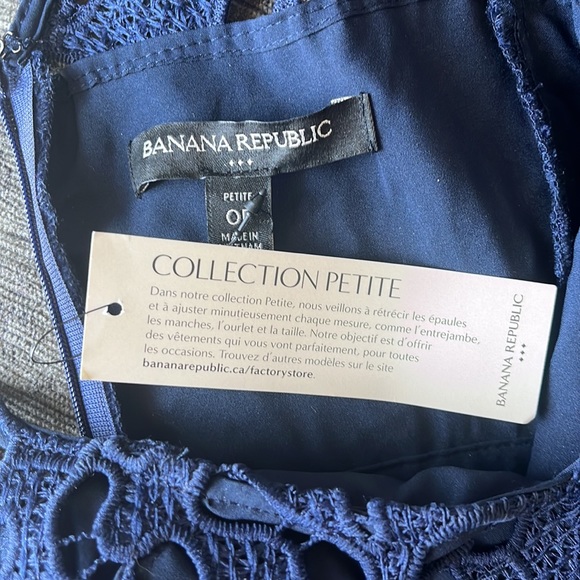 BANANA REPUBLIC
PETITE
MADE IN
COLLECTION PETITE
Dans notre collection Petite, nous veillons à rétrécir les épaules
et à ajuster minutieusement chaque mesure, comme l'entrejambe,
les manches, l'ourlet et la taille. Notre objectif est d'offrir
des vêtements qui vous vont parfaitement, pour toutes
les occasions. Trouvez d'autres modèles sur le site
bananarepublic.ca/factorystore.
BANANA REPUBLIC